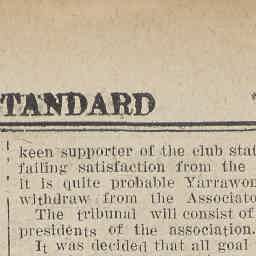 TANDARD
keen supporter of the club stat
failing satisfaction from the
it is quite probable Yarrawon
withdraw from the Associato
The tribunal will consist of
presidents of the association.
It was decided that all goal